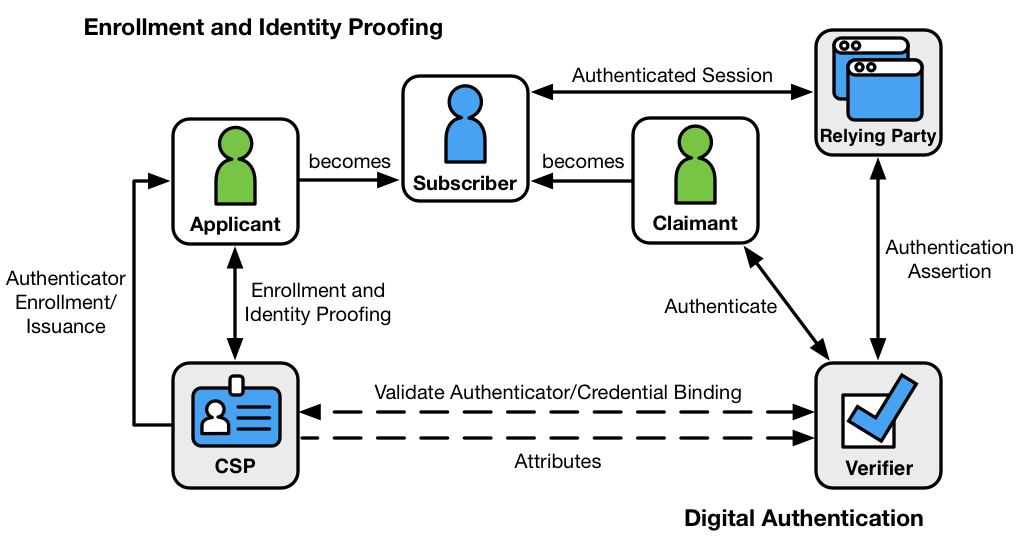 Enrollment and Identity Proofing
Authenticated Session
Relying Party
becomes
Subscriber
becomes
Applicant
Claimant
Authenticator
Enrollment/
Issuance
Enrollment and
Identity Proofing
Authenticate
Authentication
Assertion
Validate Authenticator/Credential Binding
CSP
Attributes
Verifier
Digital Authentication